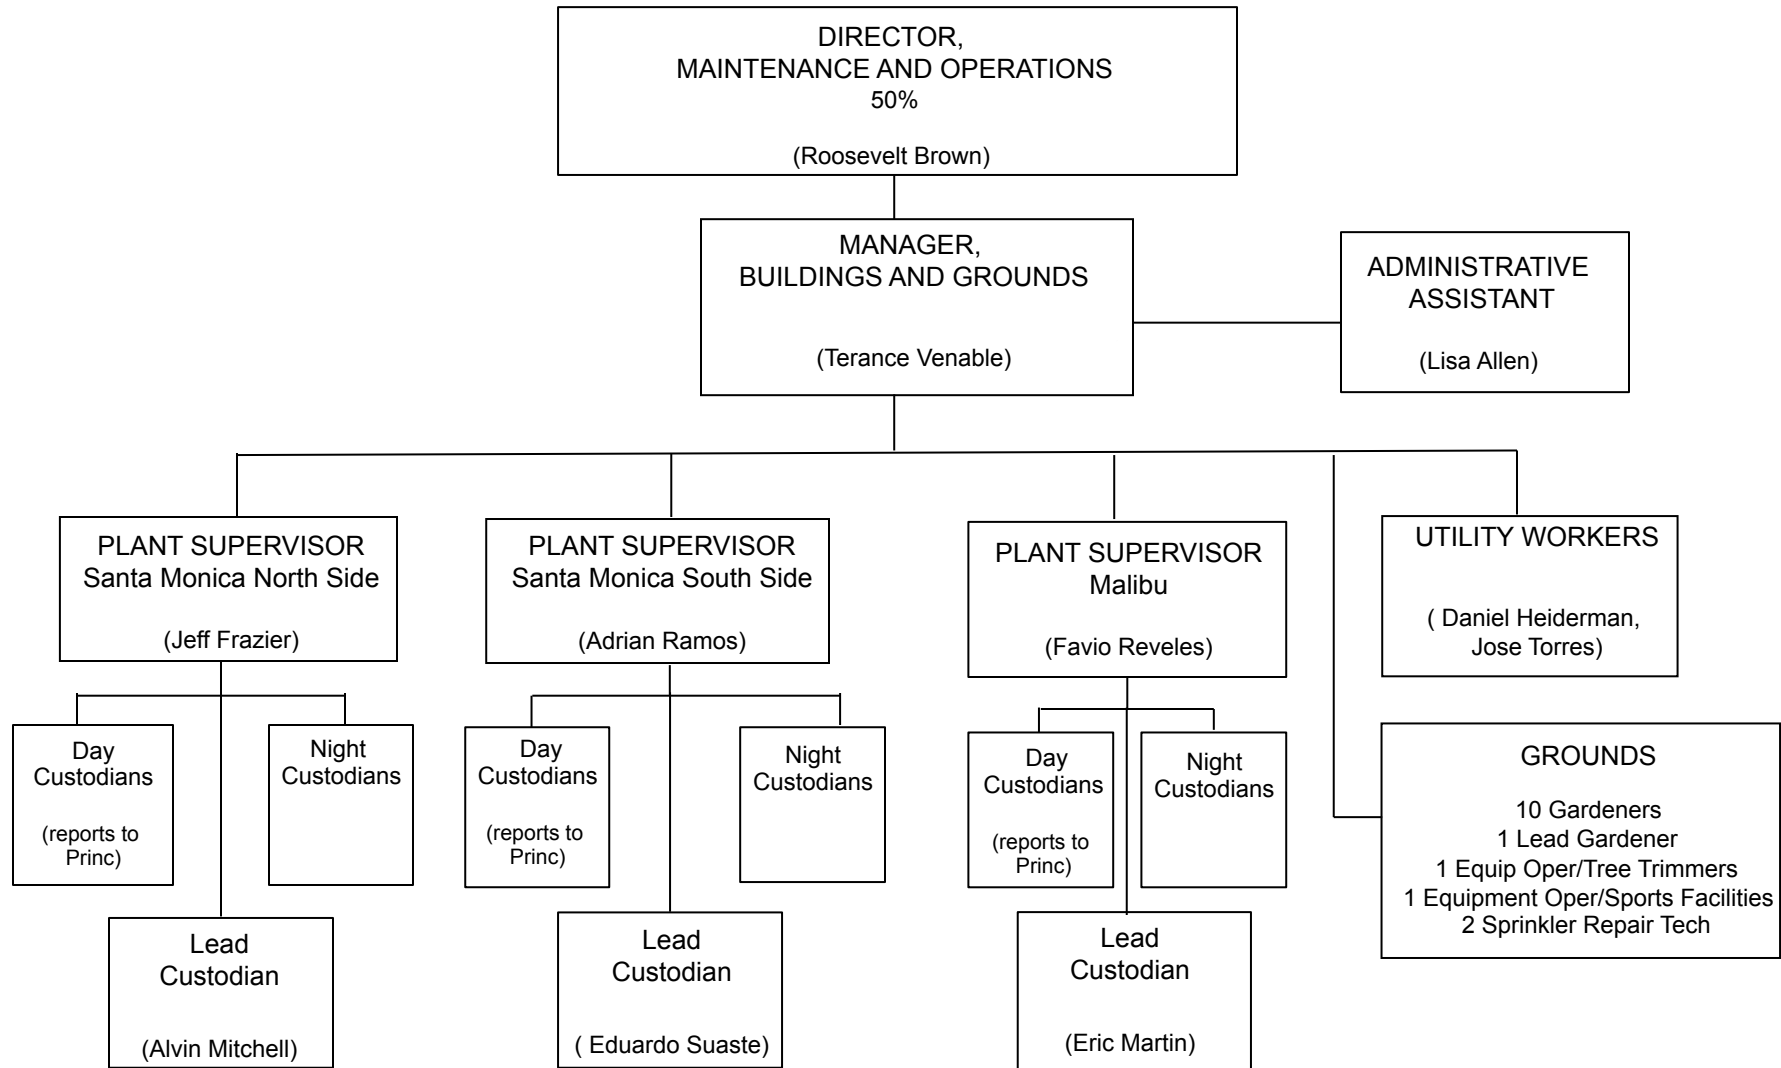 DIRECTOR,
MAINTENANCE AND OPERATIONS
50%
(Roosevelt Brown)
MANAGER,
BUILDINGS AND GROUNDS
(Terance Venable)
ADMINISTRATIVE
ASSISTANT
(Lisa Allen)
PLANT SUPERVISOR
Santa Monica North Side
(Jeff Frazier)
PLANT SUPERVISOR
Santa Monica South Side
(Adrian Ramos)
PLANT SUPERVISOR
Malibu
(Favio Reveles)
UTILITY WORKERS
( Daniel Heiderman,
Jose Torres)
Day
Custodians
(reports to
Princ)
Night
Custodians
Day
Custodians
(reports to
Princ)
Night
Custodians
Day
Custodians
(reports to
Princ)
Night
Custodians
GROUNDS
10 Gardeners
1 Lead Gardener
1 Equip Oper/Tree Trimmers
1 Equipment Oper/Sports Facilities
2 Sprinkler Repair Tech
Lead
Custodian
(Alvin Mitchell)
Lead
Custodian
( Eduardo Suaste)
Lead
Custodian
(Eric Martin)